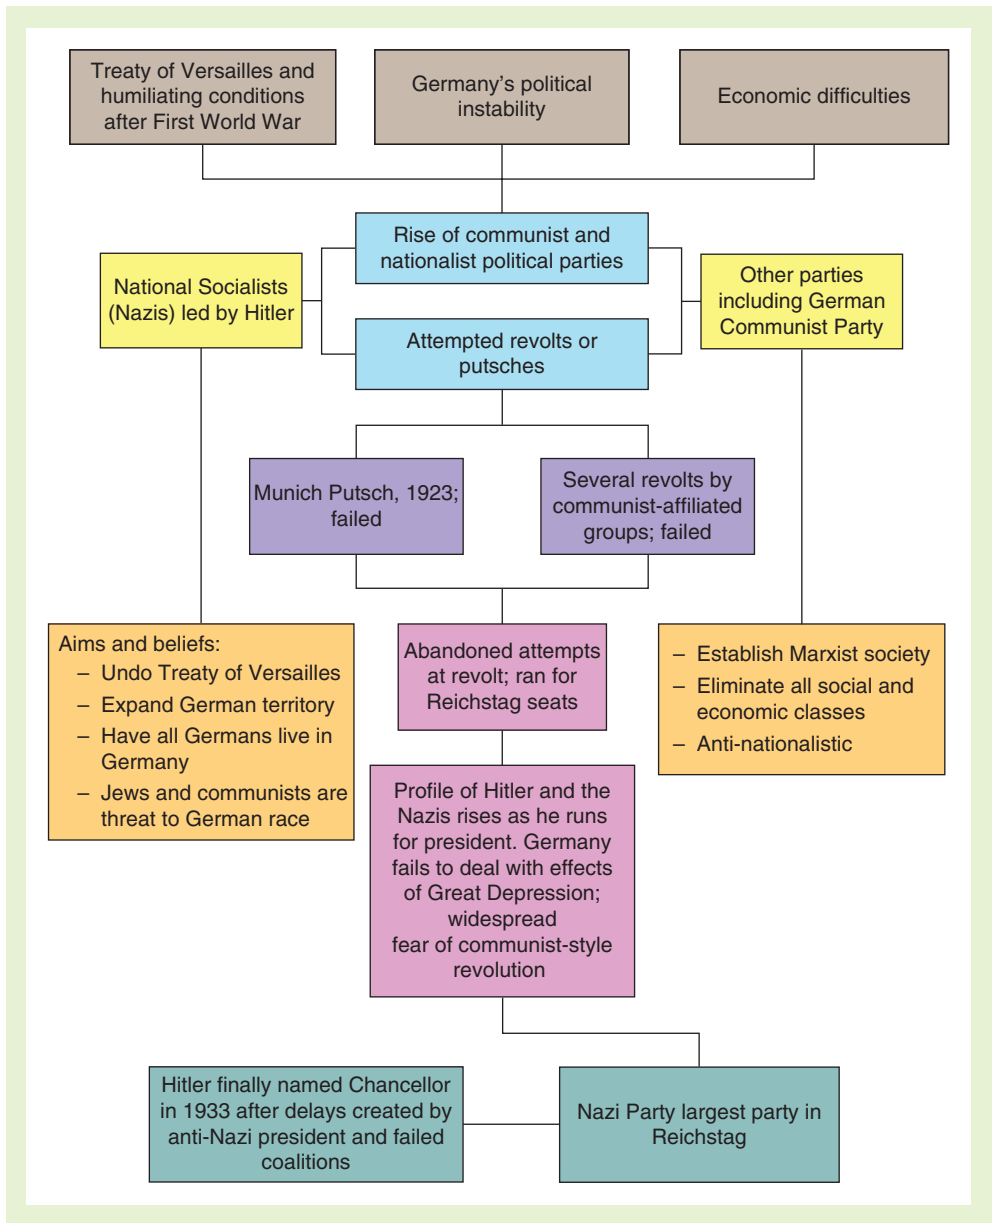 Treaty of Versailles and
humiliating conditions
after First World War
Germany’s political
instability
Economic difficulties
Rise of communist and
nationalist political parties
National Socialists
(Nazis) led by Hitler
Other parties
including German
Communist Party
Attempted revolts or
putsches
Munich Putsch, 1923;
failed
Several revolts by
communist-affiliated
groups; failed
Aims and beliefs:
– Undo Treaty of Versailles
– Expand German territory
– Have all Germans live in
Germany
– Jews and communists are
threat to German race
Abandoned attempts
at revolt; ran for
Reichstag seats
– Establish Marxist society
– Eliminate all social and
economic classes
– Anti-nationalistic
Profile of Hitler and the
Nazis rises as he runs
for president. Germany
fails to deal with effects
of Great Depression;
widespread
fear of communist-style
revolution
Hitler finally named Chancellor
in 1933 after delays created by
anti-Nazi president and failed
coalitions
Nazi Party largest party in
Reichstag